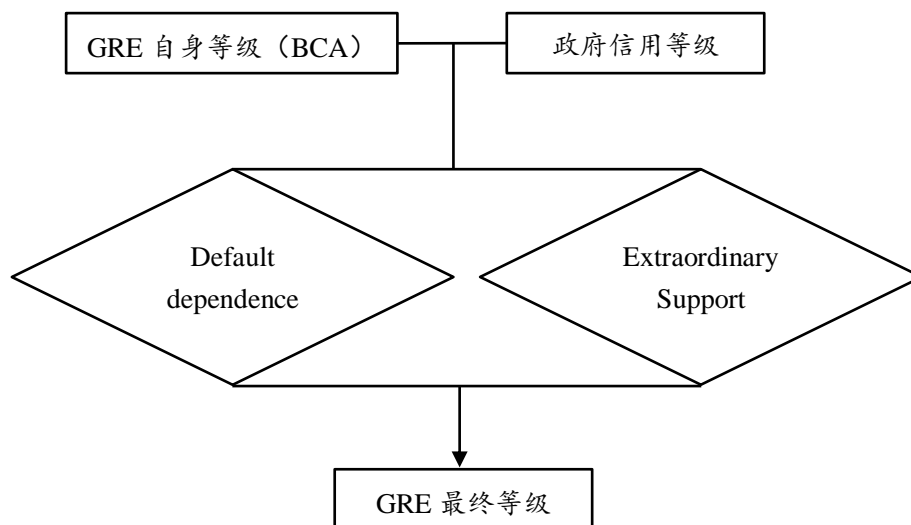 GRE 自身等级（BCA）
政府信用等级
Default
dependence
Extraordinary
Support
GRE 最终等级